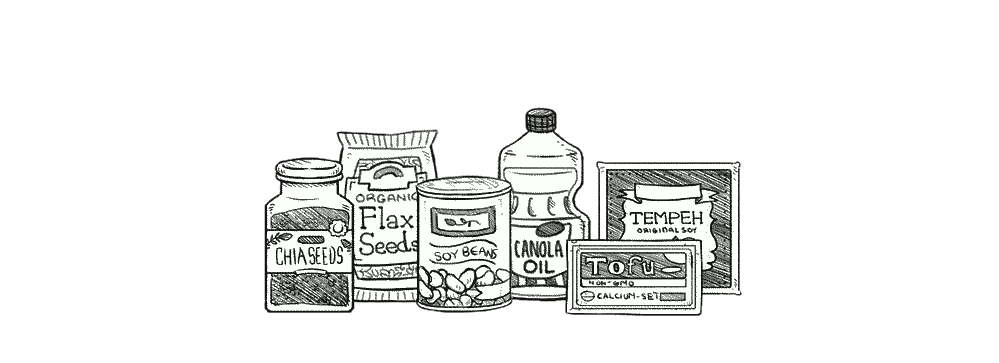 CHIA SEEDS
ORGANIC
Flax
Seeds
SOY BEANS
CANOLA
OIL
TEMPEH
ORIGINAL SOY
Tofu
NON-GMO
CALCIUM-SET